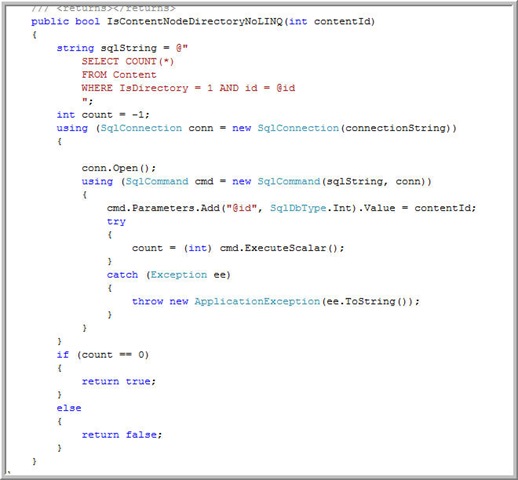 /// <returns></returns>
public bool IsContentNodeDirectoryNoLINQ(int contentId)
{
string sqlString = @"
SELECT COUNT(*)
FROM Content
WHERE IsDirectory = 1 AND id = @id
";
int count = -1;
using (SqlConnection conn = new SqlConnection(connectionString))
{
conn.Open();
using (SqlCommand cmd = new SqlCommand(sqlString, conn))
{
cmd.Parameters.Add("@id", SqlDbType.Int).Value = contentId;
try
{
count = (int) cmd.ExecuteScalar();
}
catch (Exception ee)
{
throw new ApplicationException(ee.ToString());
}
}
}
if (count == 0)
{
return true;
}
else
{
return false;
}
}